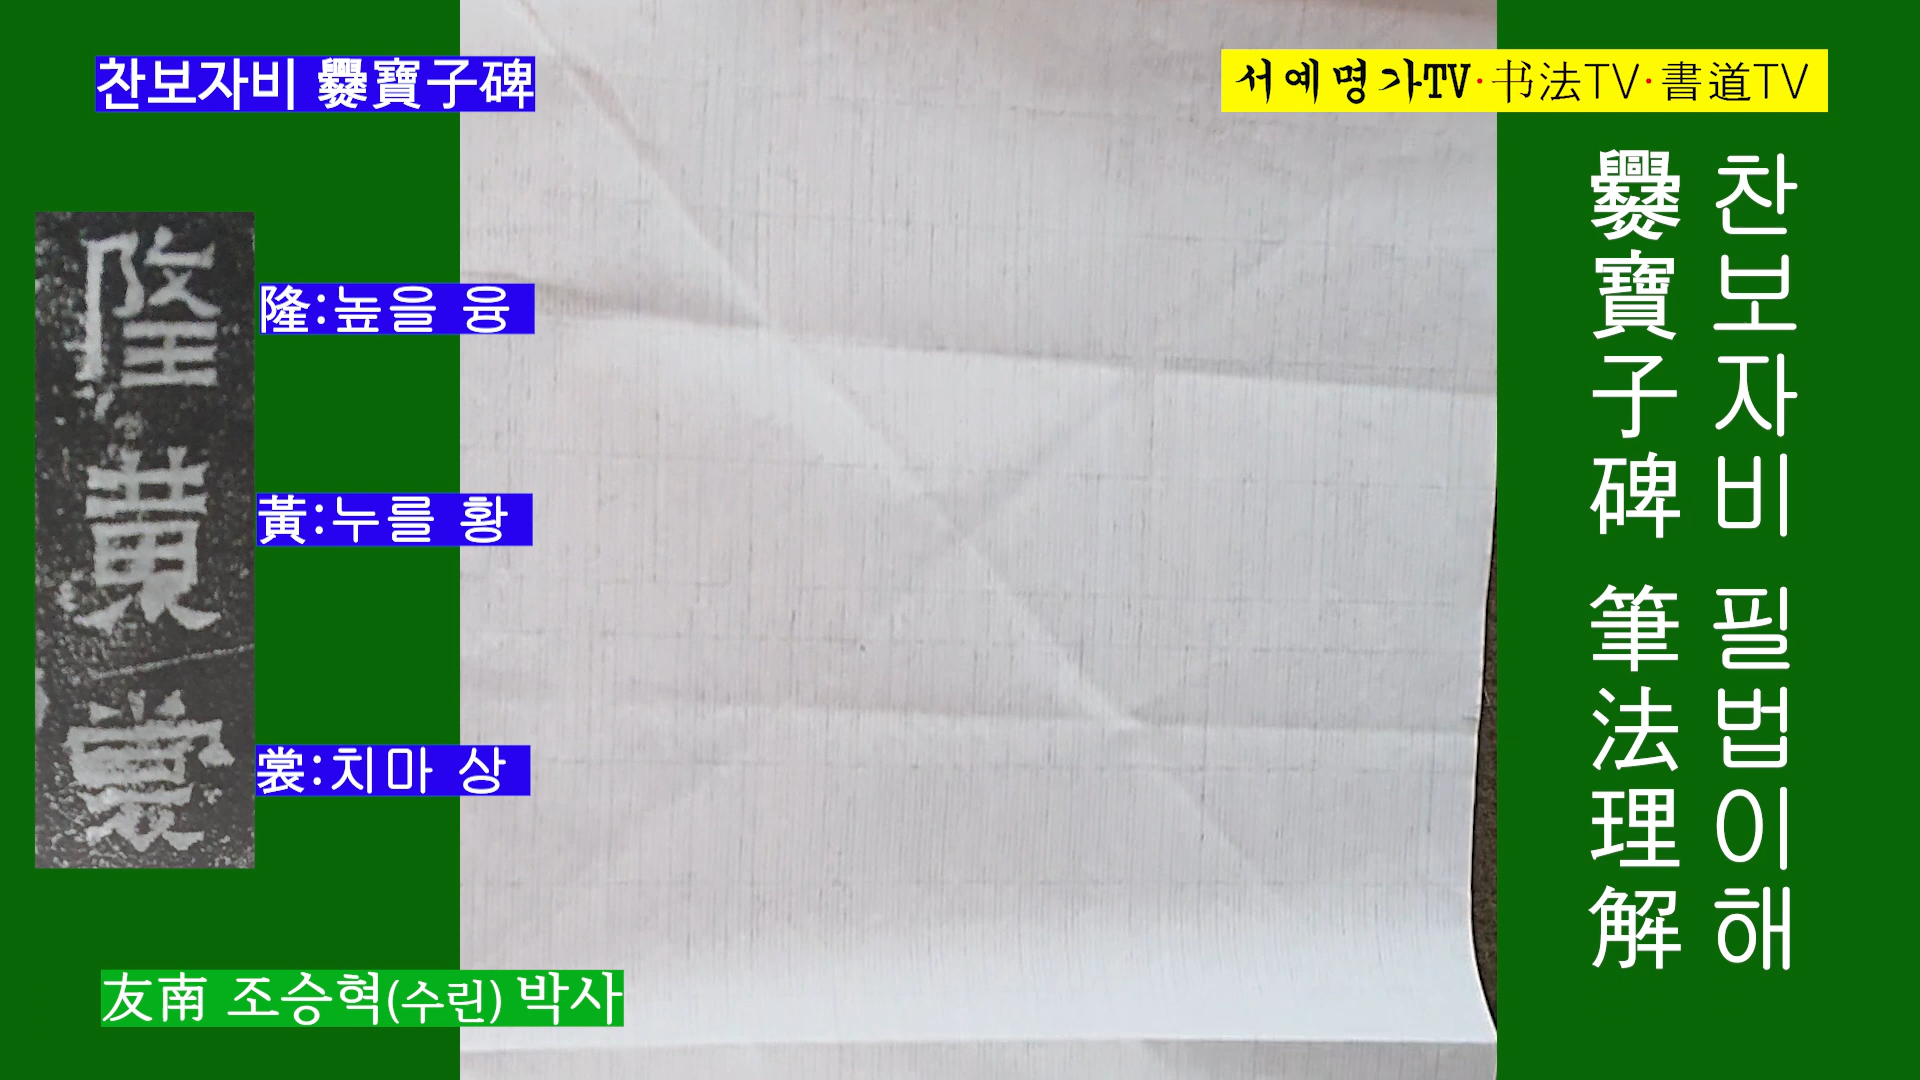 찬보자비 爨寶子碑
서예명가TV·书法TV·書道TV
隆
黃
裳
隆:높을 융
黃:누를 황
裳:치마 상
찬보자비 필법이해
爨寶子碑 筆法理解
友南 조승혁(수린) 박사